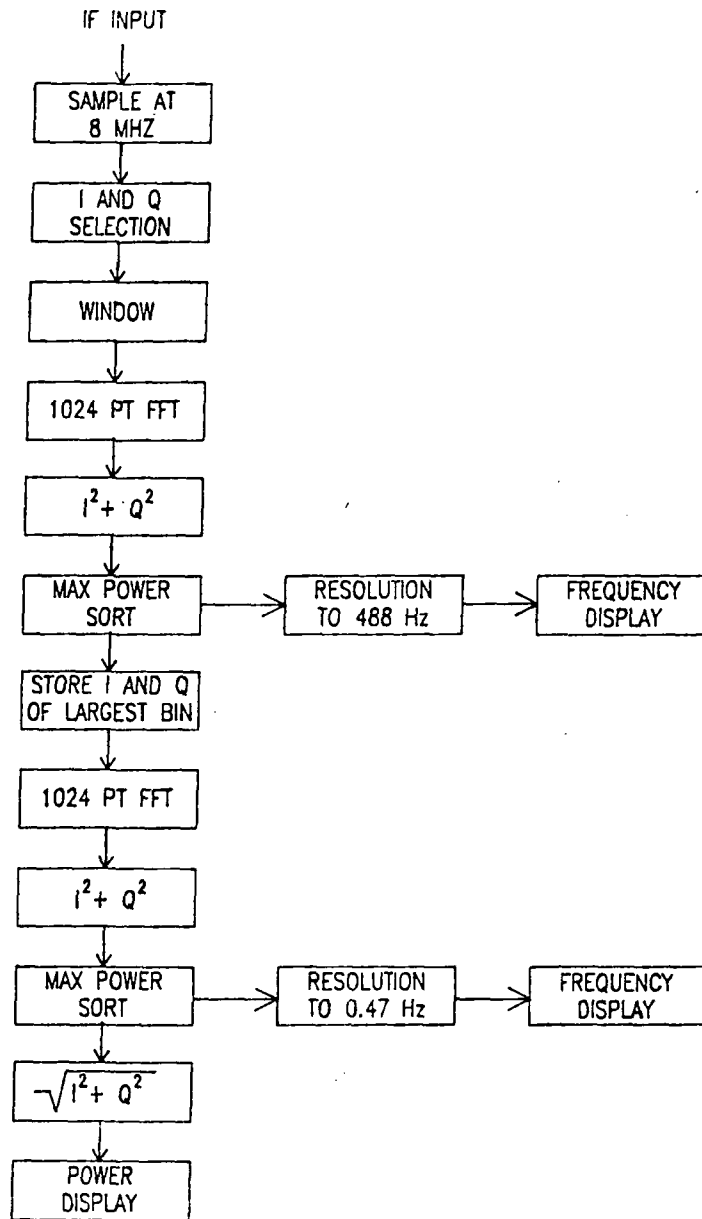 IF INPUT
SAMPLE AT
8 MHZ
I AND Q
SELECTION
WINDOW
1024 PT FFT
I² + Q²
MAX POWER
SORT
RESOLUTION
TO 488 Hz
FREQUENCY
DISPLAY
STORE I AND Q
OF LARGEST BIN
1024 PT FFT
I² + Q²
MAX POWER
SORT
RESOLUTION
TO 0.47 Hz
FREQUENCY
DISPLAY
√I² + Q²
POWER
DISPLAY